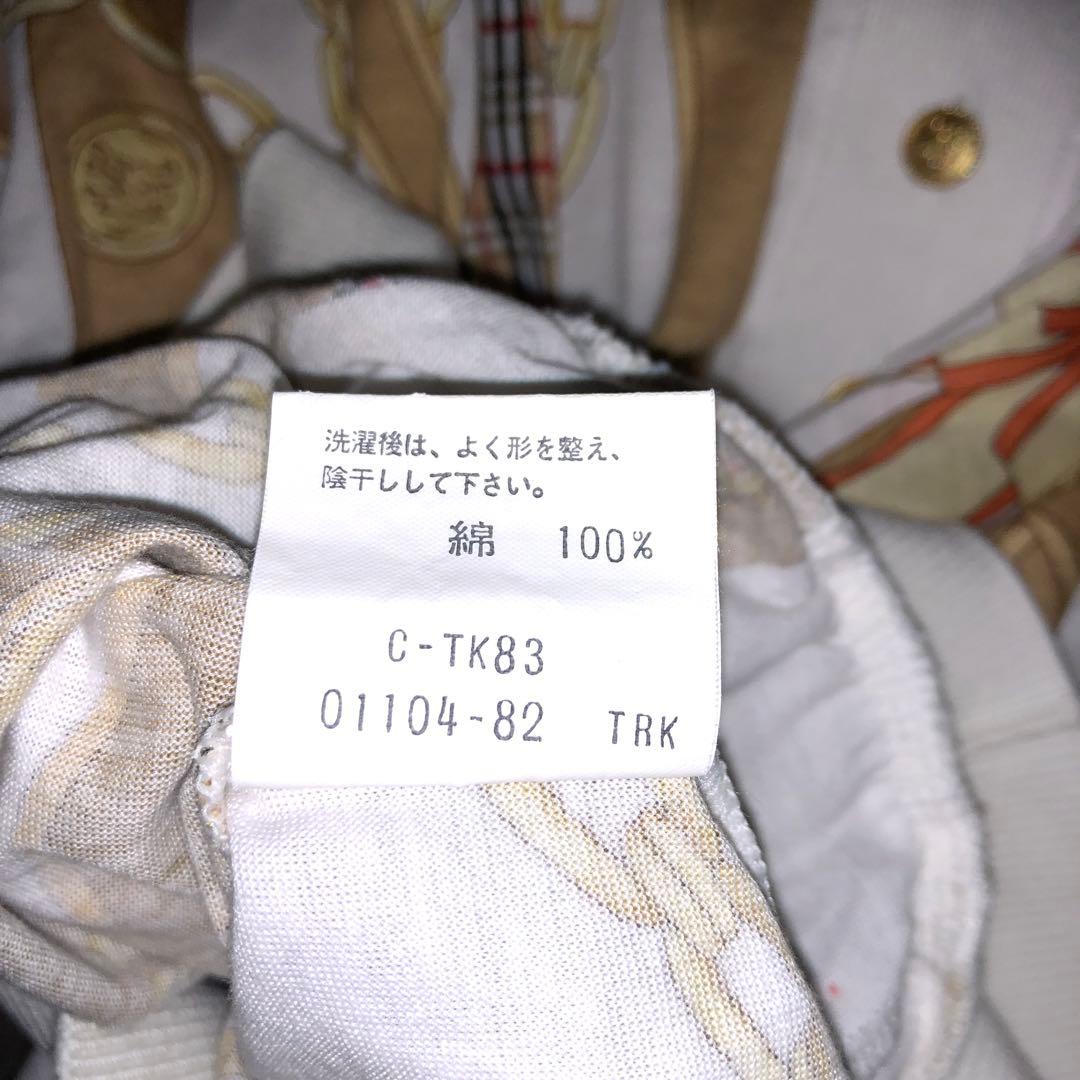 洗濯後は、よく形を整え、
陰干しして下さい。
綿 100%
C-TK83
01104-82 TRK